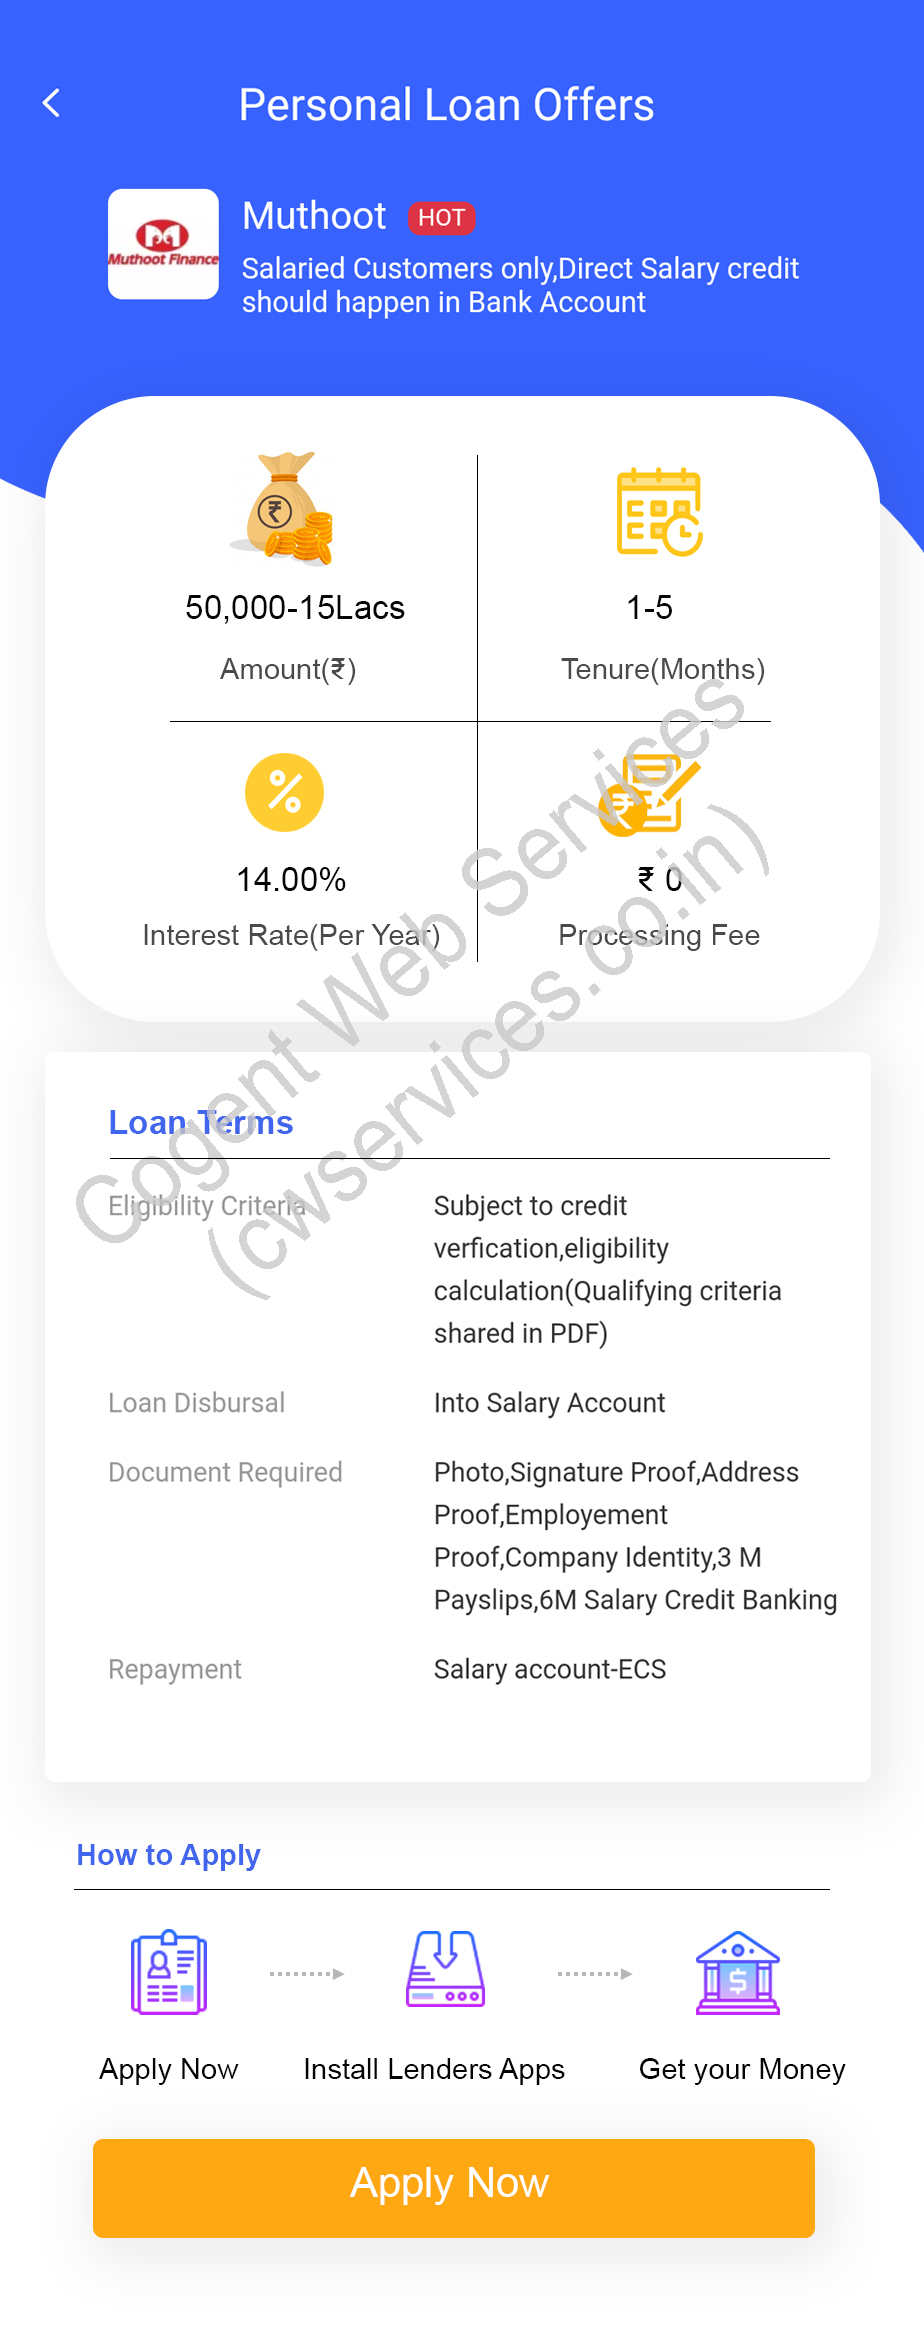 Personal Loan Offers
Muthoot HOT
Muthoot Finance
Salaried Customers only,Direct Salary credit
should happen in Bank Account
50,000-15Lacs
Amount(₹)
1-5
Tenure(Months)
14.00%
Interest Rate(Per Year)
₹ 0
Processing Fee
Cogent Web Services
(cwservices.co.in)
Loan Terms
Eligibility Criteria
Subject to credit
verfication,eligibility
calculation(Qualifying criteria
shared in PDF)
Loan Disbursal
Into Salary Account
Document Required
Photo,Signature Proof,Address
Proof,Employement
Proof,Company Identity,3 M
Payslips,6M Salary Credit Banking
Repayment
Salary account-ECS
How to Apply
Apply Now
Install Lenders Apps
Get your Money
Apply Now